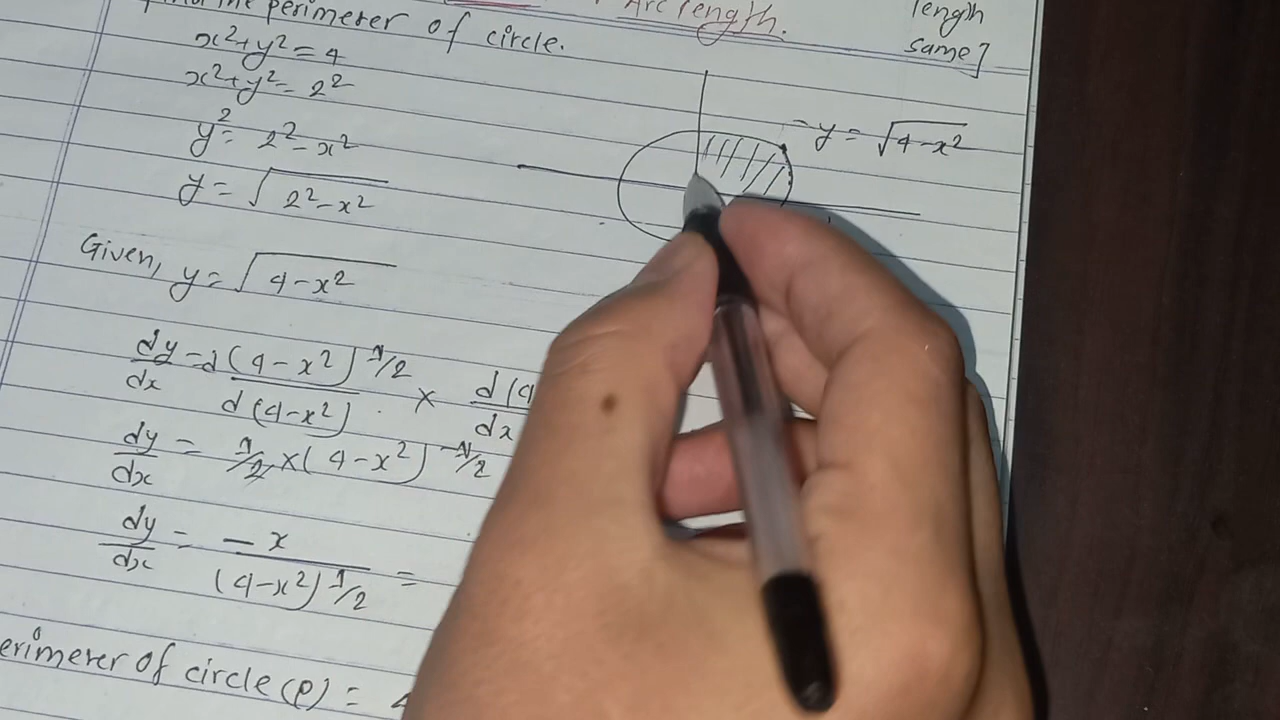 Arc length.
length
same]
the perimeter of circle.
x²+y²=4
x²+y²=2²
y²=2²-x²
y=√(2²-x²)
-y=√(4-x²)
Given, y=√(4-x²)
dy/dx = d(4-x²)^1/2 / d(4-x²) . × d(4 / dx
dy/dx = 1/2×(4-x²)^-1/2
dy/dx = -x / (4-x²)^1/2 =
erimeter of circle(p) = 4